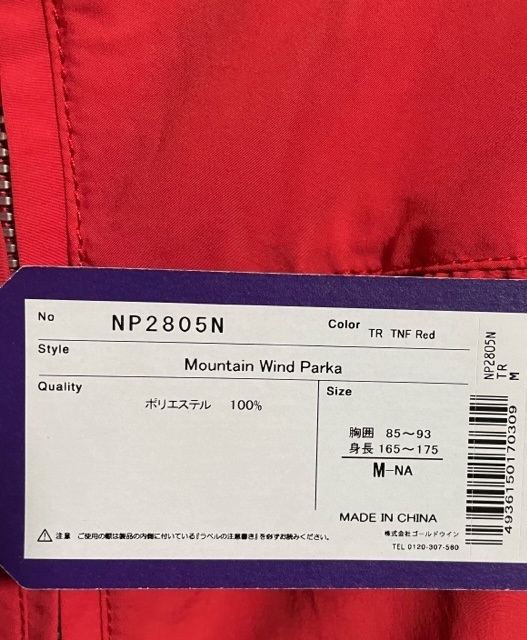 No NP2805N Color TR TNF Red
Style
Mountain Wind Parka
Quality Size
ポリエステル 100%
胸囲 85〜93
身長 165〜175
M-NA
MADE IN CHINA
⚠注意 ご使用の際は製品の内側に付いている『ラベルの注意書き』を必ずお読みください。
株式会社ゴールドウイン
TEL 0120-307-560
NP2805N
TR
M
4936150170309